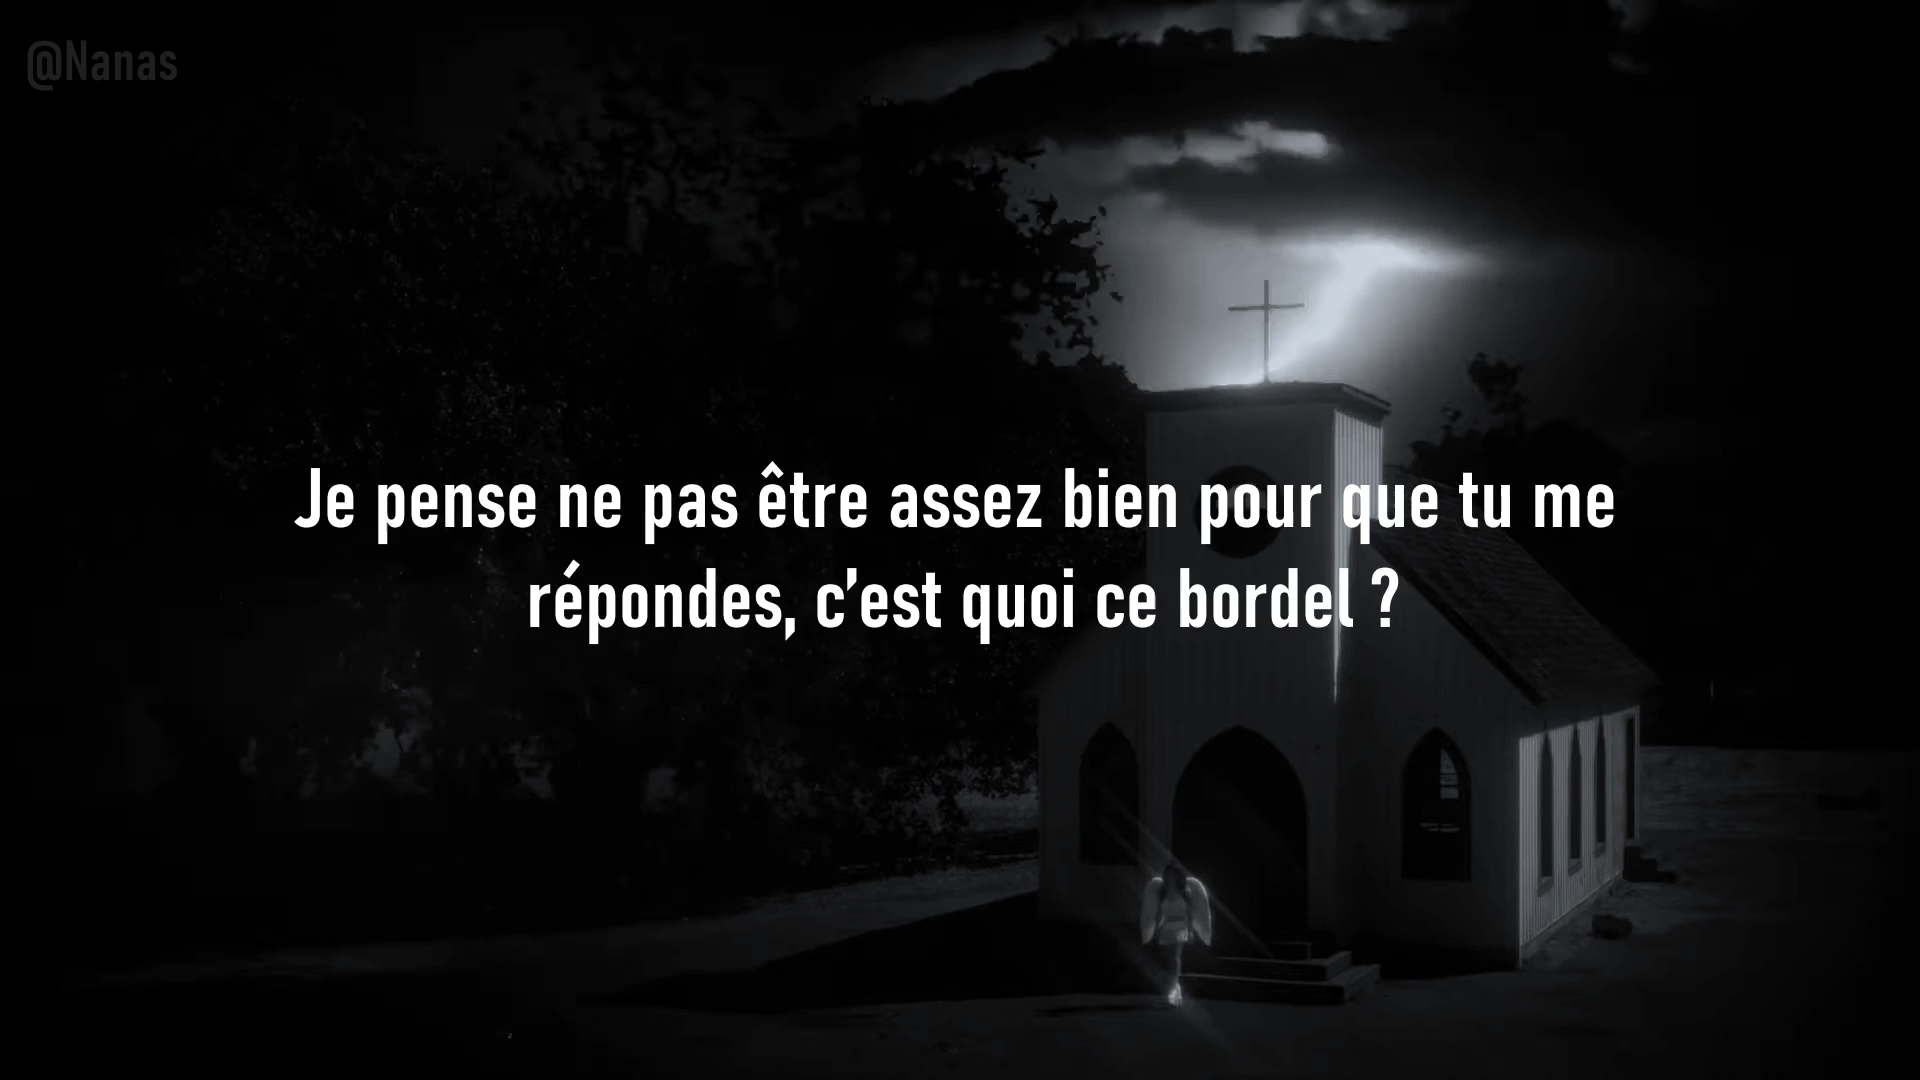 @Nanas
Je pense ne pas être assez bien pour que tu me
répondes, c’est quoi ce bordel ?